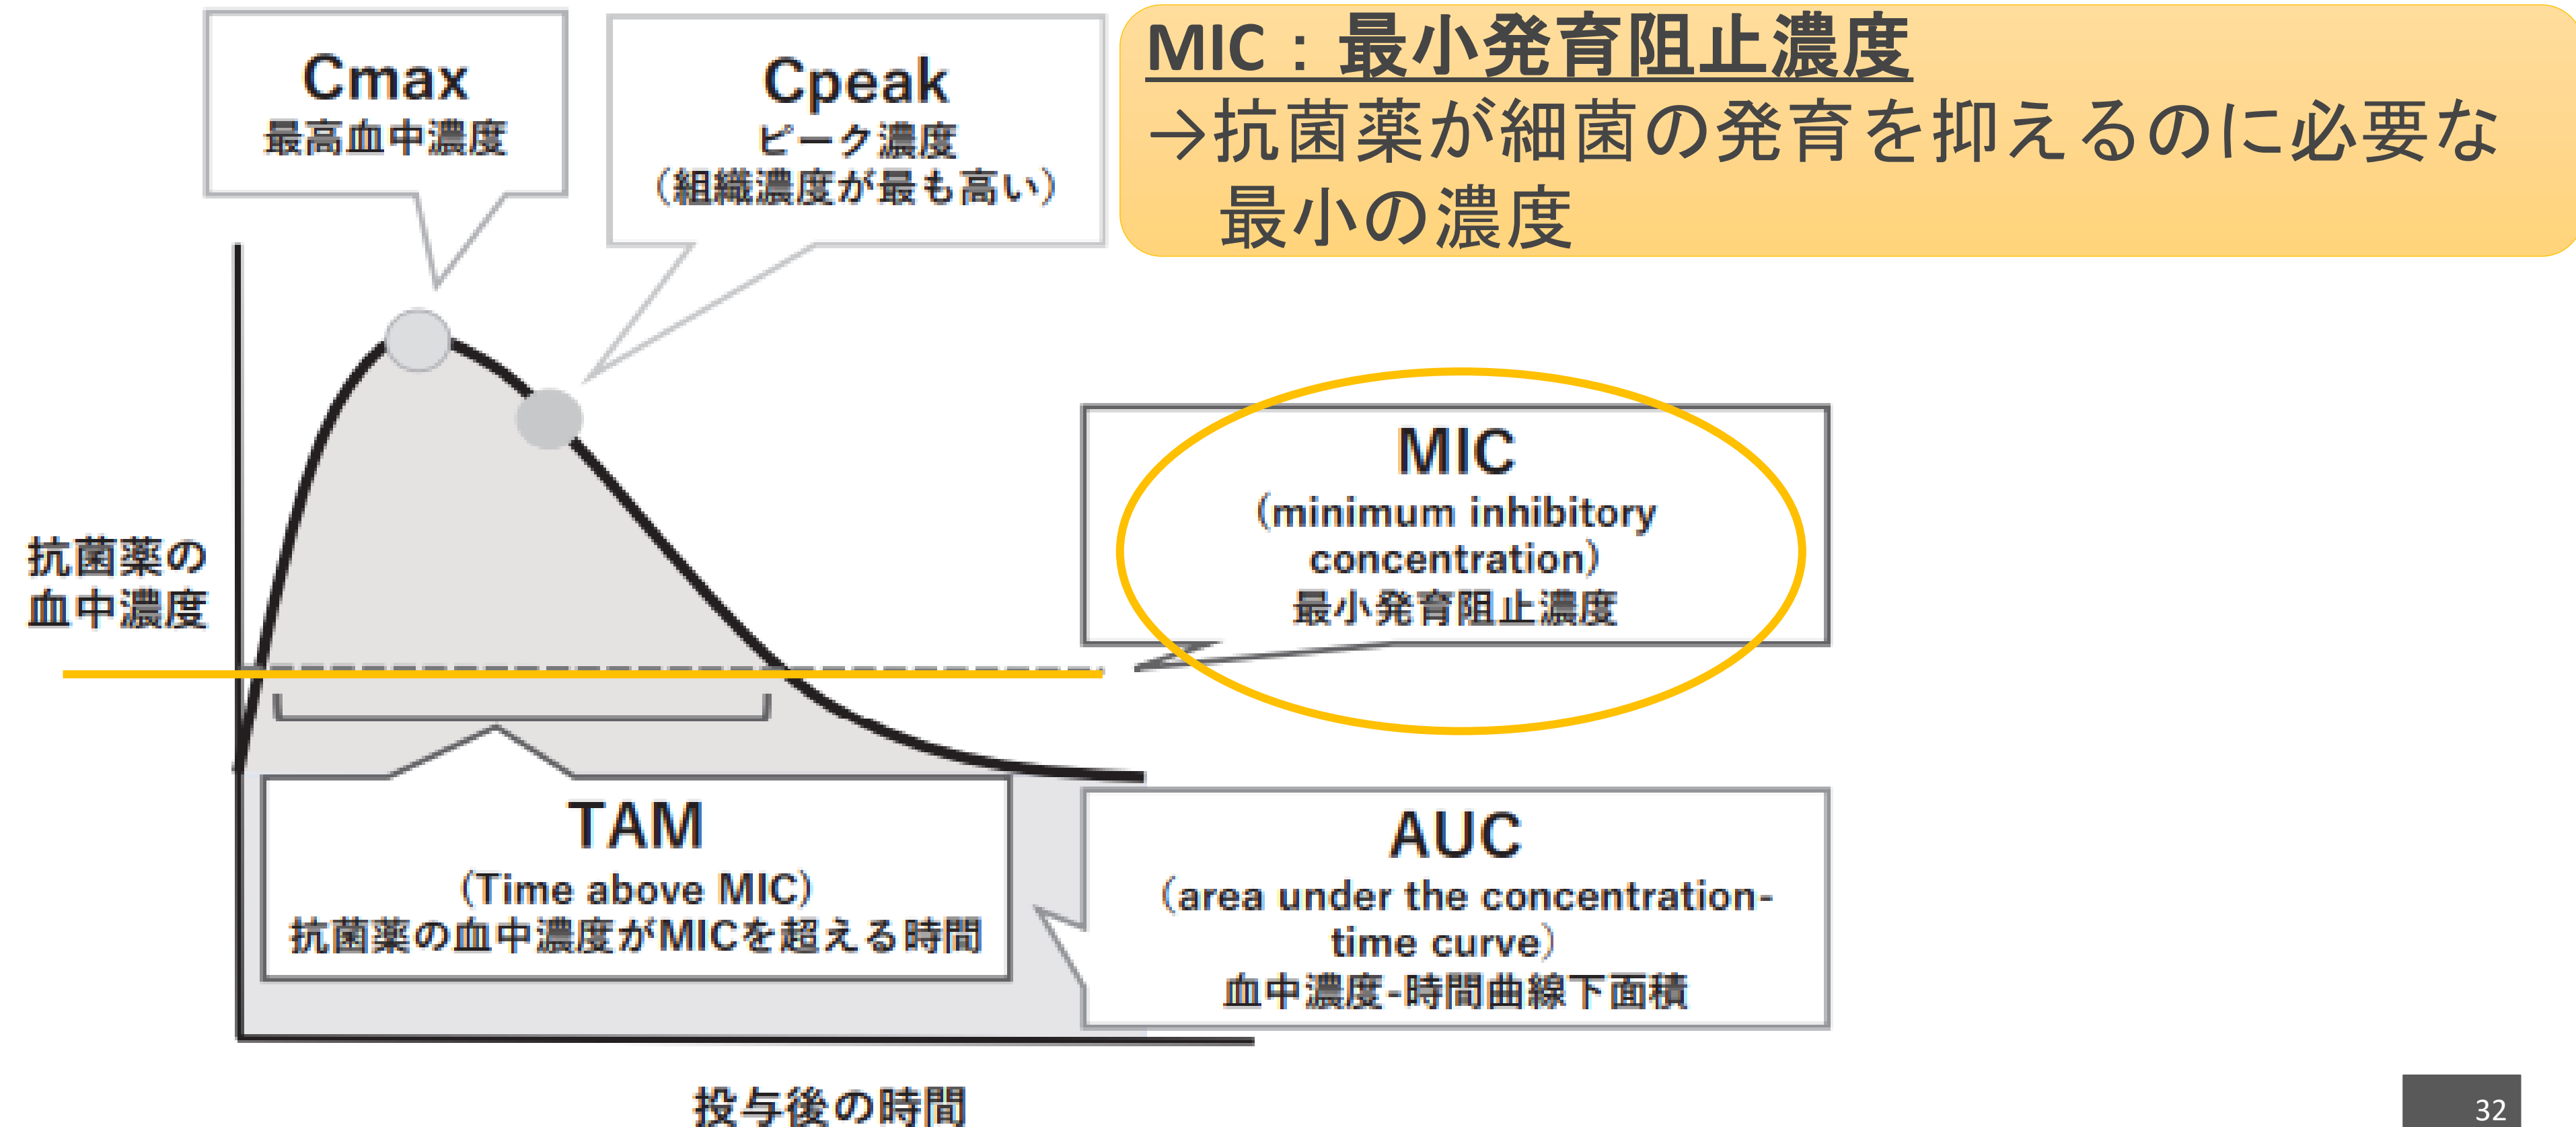 MIC：最小発育阻止濃度
→抗菌薬が細菌の発育を抑えるのに必要な
最小の濃度
Cmax
最高血中濃度
Cpeak
ピーク濃度
（組織濃度が最も高い）
MIC
（minimum inhibitory
concentration）
最小発育阻止濃度
抗菌薬の
血中濃度
TAM
（Time above MIC）
抗菌薬の血中濃度がMICを超える時間
AUC
（area under the concentration-
time curve）
血中濃度-時間曲線下面積
投与後の時間
32